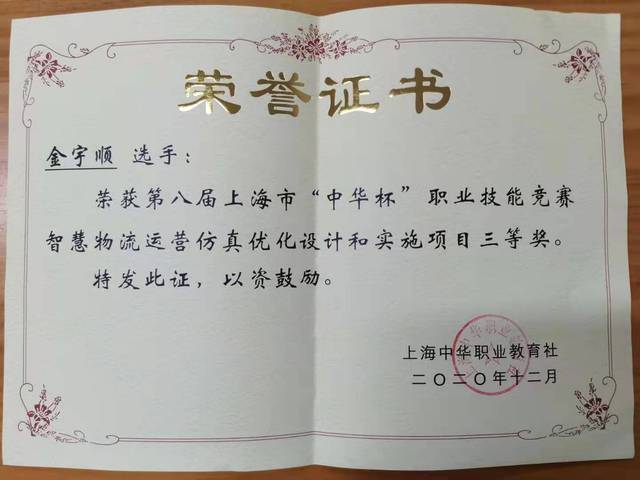 荣誉证书
金宇顺 选手：
荣获第八届上海市“中华杯”职业技能竞赛
智慧物流运营仿真优化设计和实施项目三等奖。
特发此证，以资鼓励。
上海中华职业教育社
二〇二〇年十二月